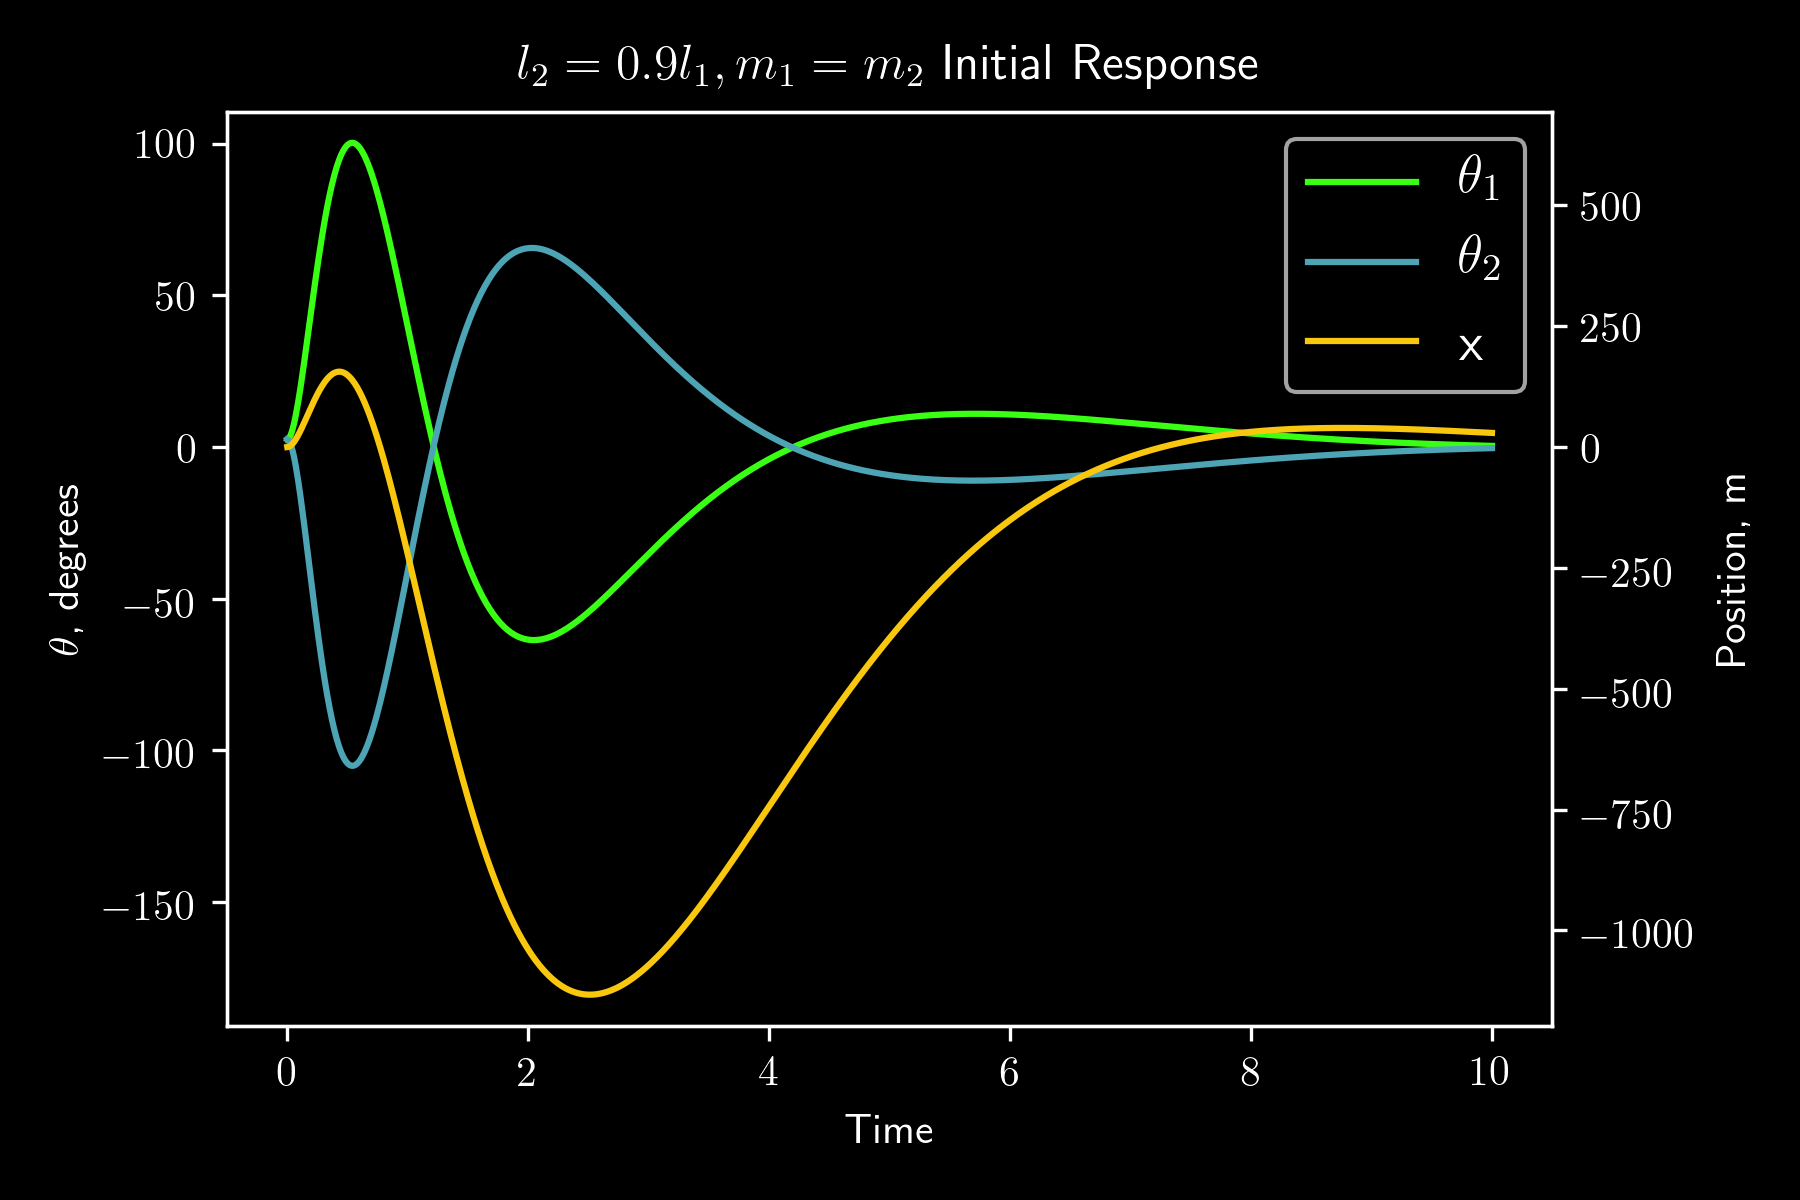 l₂ = 0.9l₁, m₁ = m₂ Initial Response
100
50
0
−50
−100
−150
θ, degrees
θ₁
θ₂
x
500
250
0
−250
−500
−750
−1000
Position, m
0 2 4 6 8 10
Time